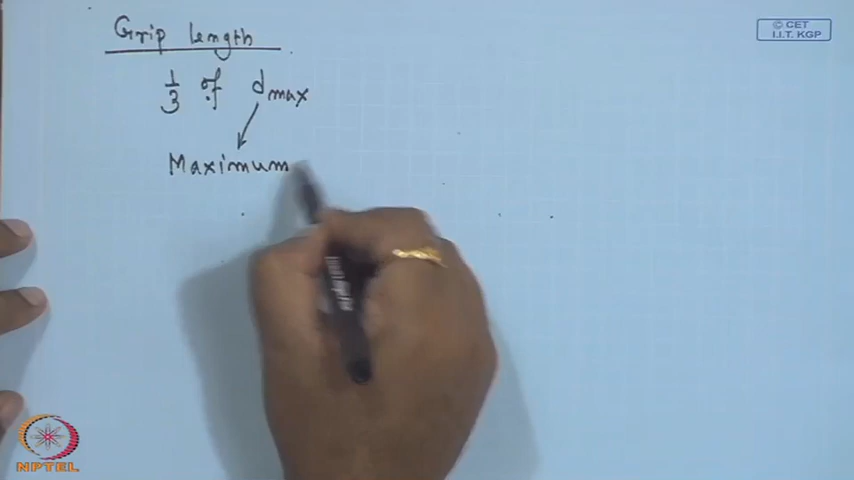 Grip length
© CET
I.I.T. KGP
1/3 of dmax
Maximum
NPTEL